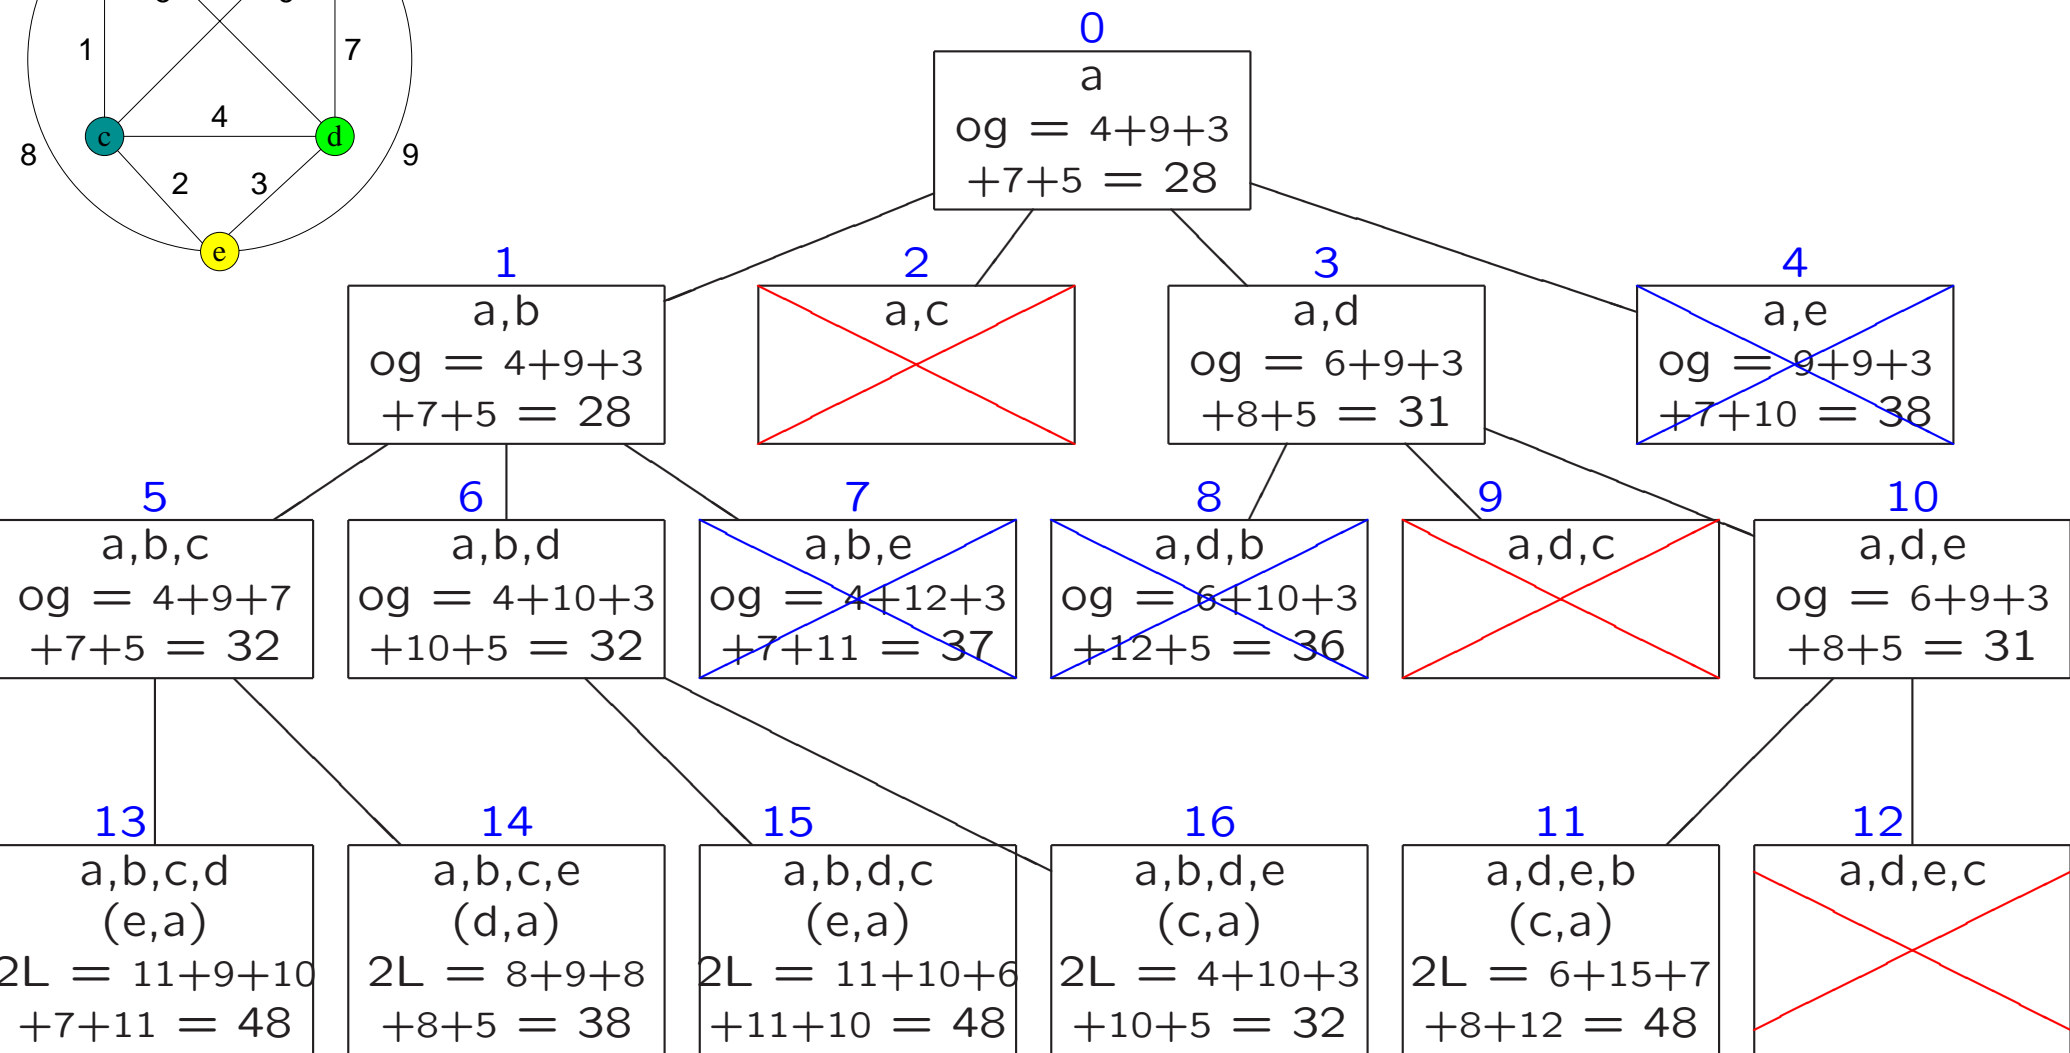 1
7
c
4
d
8
9
2
3
e
0
a
og = 4+9+3
+7+5 = 28
1
a,b
og = 4+9+3
+7+5 = 28
2
a,c
3
a,d
og = 6+9+3
+8+5 = 31
4
a,e
og = 9+9+3
+7+10 = 38
5
a,b,c
og = 4+9+7
+7+5 = 32
6
a,b,d
og = 4+10+3
+10+5 = 32
7
a,b,e
og = 4+12+3
+7+11 = 37
8
a,d,b
og = 6+10+3
+12+5 = 36
9
a,d,c
10
a,d,e
og = 6+9+3
+8+5 = 31
13
a,b,c,d
(e,a)
2L = 11+9+10
+7+11 = 48
14
a,b,c,e
(d,a)
2L = 8+9+8
+8+5 = 38
15
a,b,d,c
(e,a)
2L = 11+10+6
+11+10 = 48
16
a,b,d,e
(c,a)
2L = 4+10+3
+10+5 = 32
11
a,d,e,b
(c,a)
2L = 6+15+7
+8+12 = 48
12
a,d,e,c